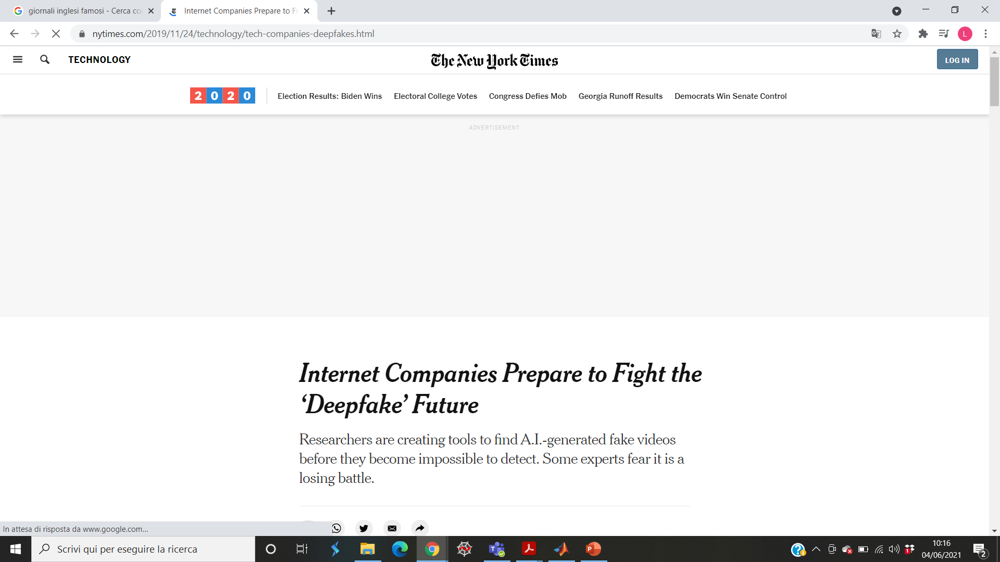 giornali inglesi famosi - Cerca co
Internet Companies Prepare to Fi
nytimes.com/2019/11/24/technology/tech-companies-deepfakes.html
L
TECHNOLOGY
The New York Times
LOG IN
2020
Election Results: Biden Wins
Electoral College Votes
Congress Defies Mob
Georgia Runoff Results
Democrats Win Senate Control
ADVERTISEMENT
Internet Companies Prepare to Fight the
‘Deepfake’ Future
Researchers are creating tools to find A.I.-generated fake videos
before they become impossible to detect. Some experts fear it is a
losing battle.
In attesa di risposta da www.google.com...
Scrivi qui per eseguire la ricerca
1
10:16
04/06/2021
2